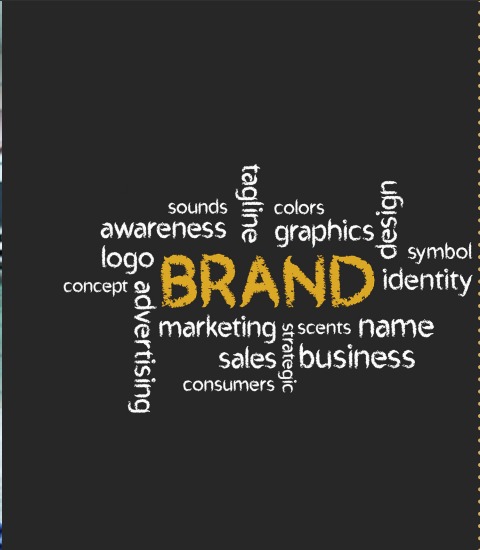 tagline
design
sounds
colors
awareness
graphics
symbol
logo
BRAND
identity
concept
advertising
marketing
strategic
scents
name
sales
business
consumers